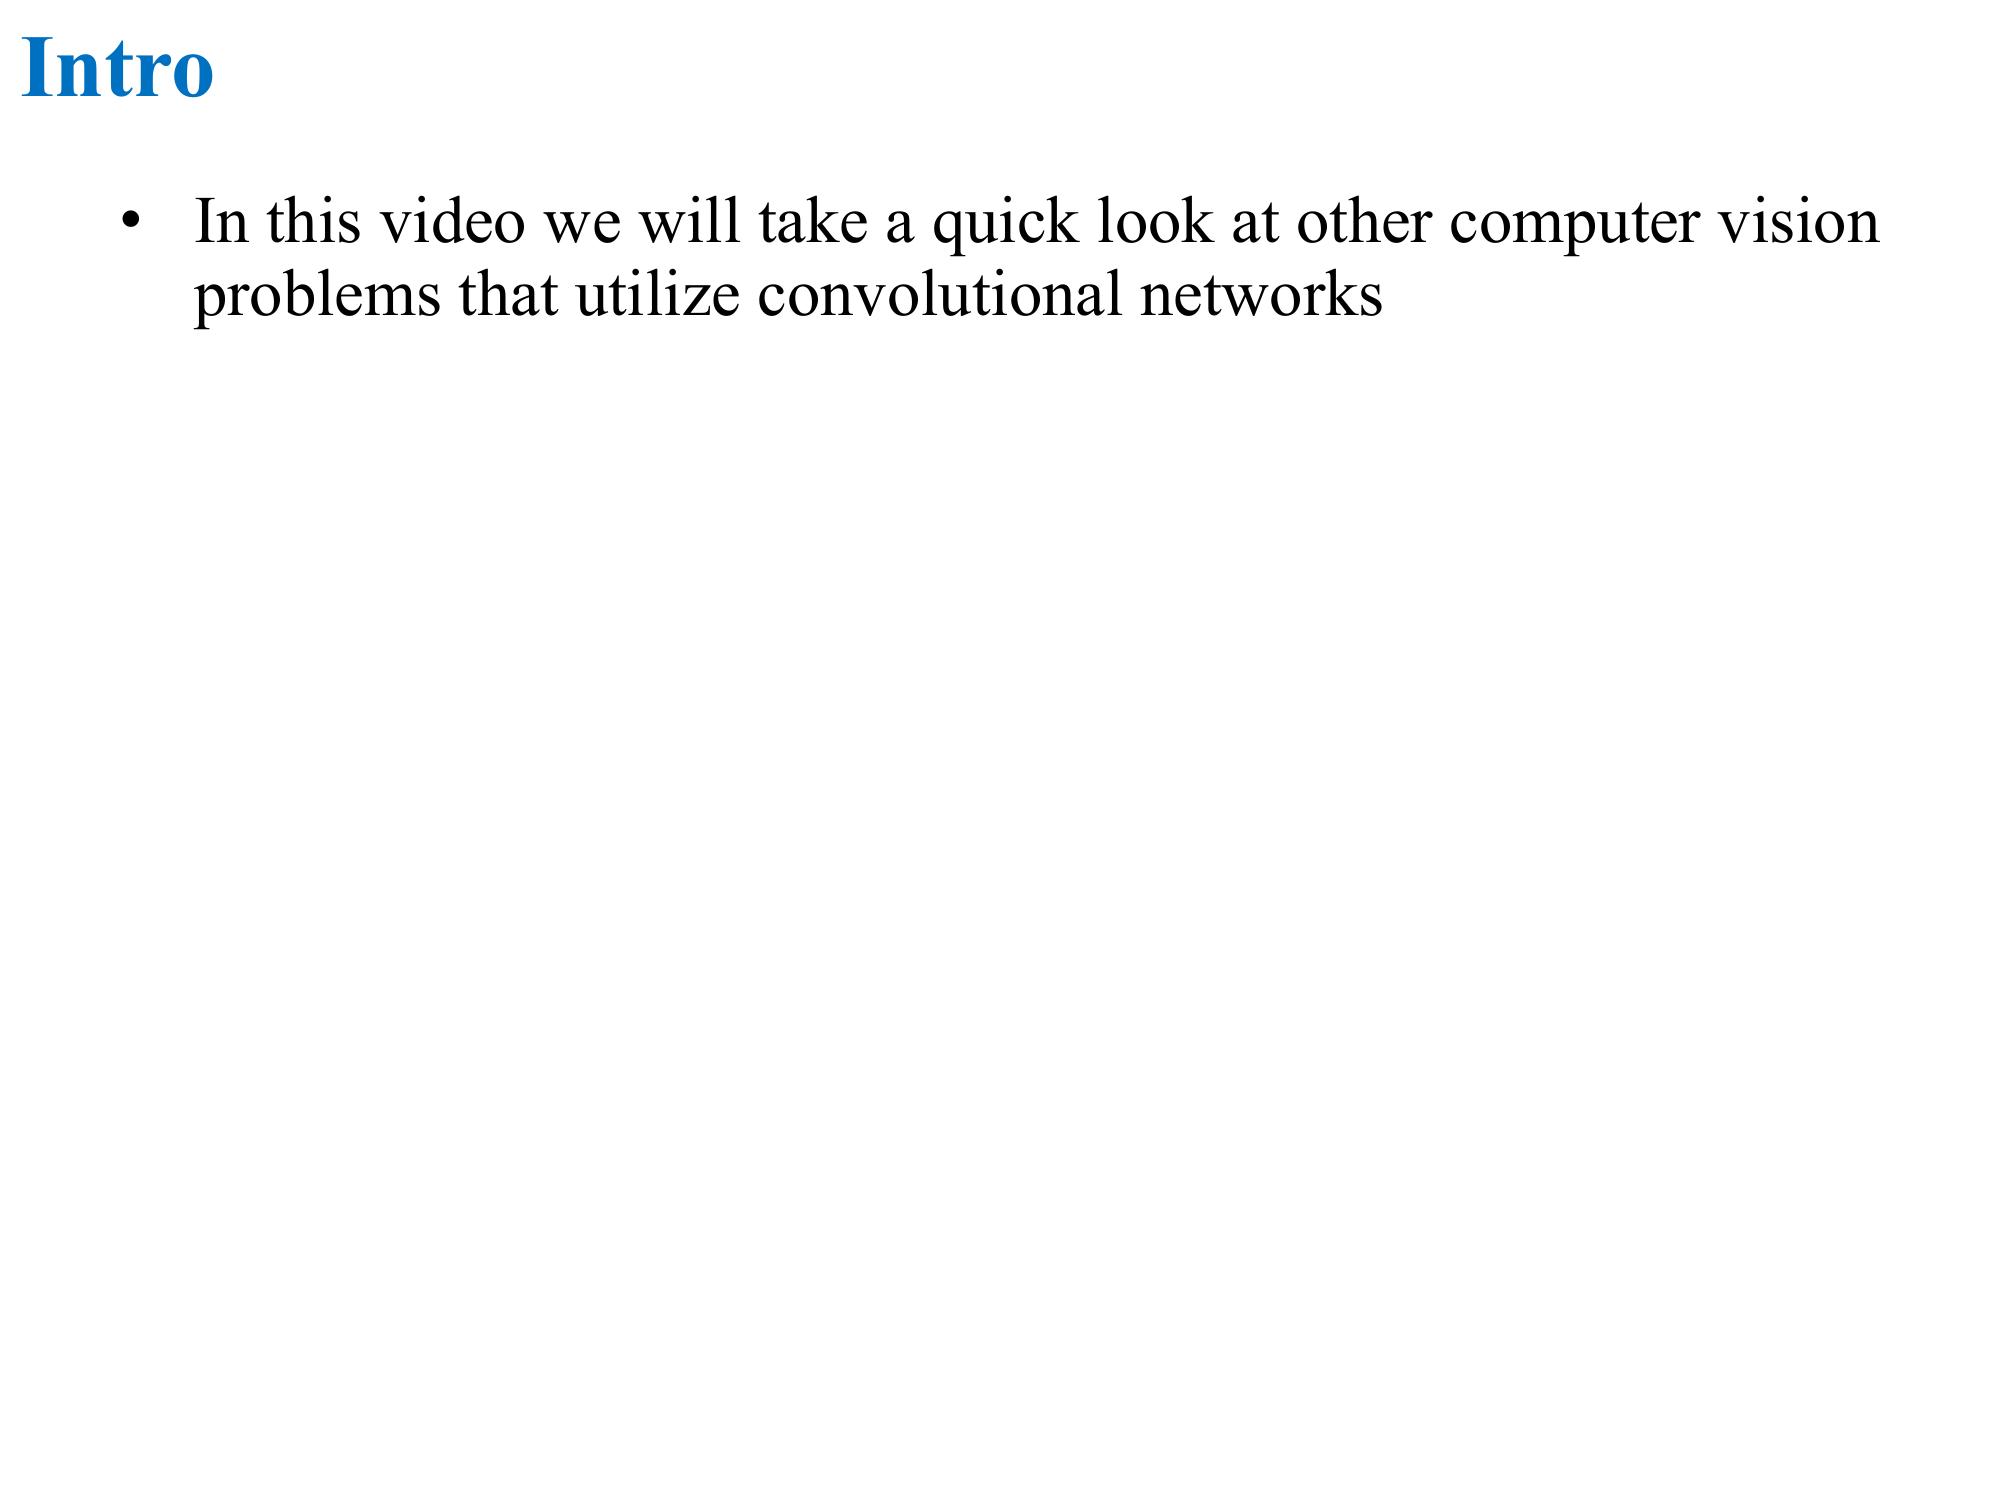 Intro
• In this video we will take a quick look at other computer vision
problems that utilize convolutional networks